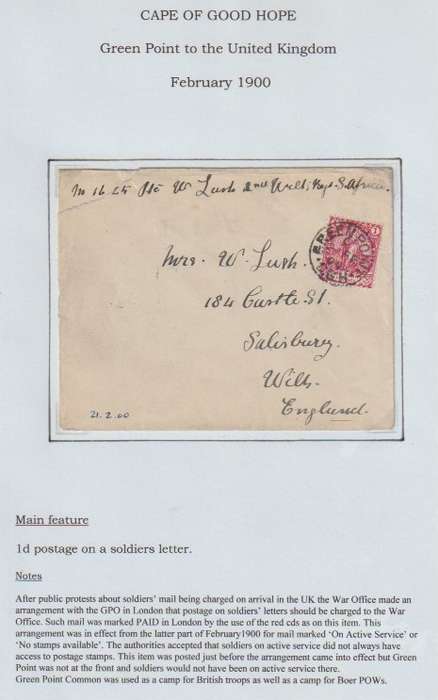 CAPE OF GOOD HOPE
Green Point to the United Kingdom
February 1900
Pte W Lush 2nd Wilts, Regt S. Africa.
Mrs. W. Lush.
184 Castle St.
Salisbury.
Wilts.
England.
21.2.00
Main feature
1d postage on a soldiers letter.
Notes
After public protests about soldiers' mail being charged on arrival in the UK the War Office made an
arrangement with the GPO in London that postage on soldiers' letters should be charged to the War
Office. Such mail was marked PAID in London by the use of the red cds as on this item. This
arrangement was in effect from the latter part of February1900 for mail marked 'On Active Service' or
'No stamps available'. The authorities accepted that soldiers on active service did not always have
access to postage stamps. This item was posted just before the arrangement came into effect but Green
Point was not at the front and soldiers would not have been on active service there.
Green Point Common was used as a camp for British troops as well as a camp for Boer POWs.